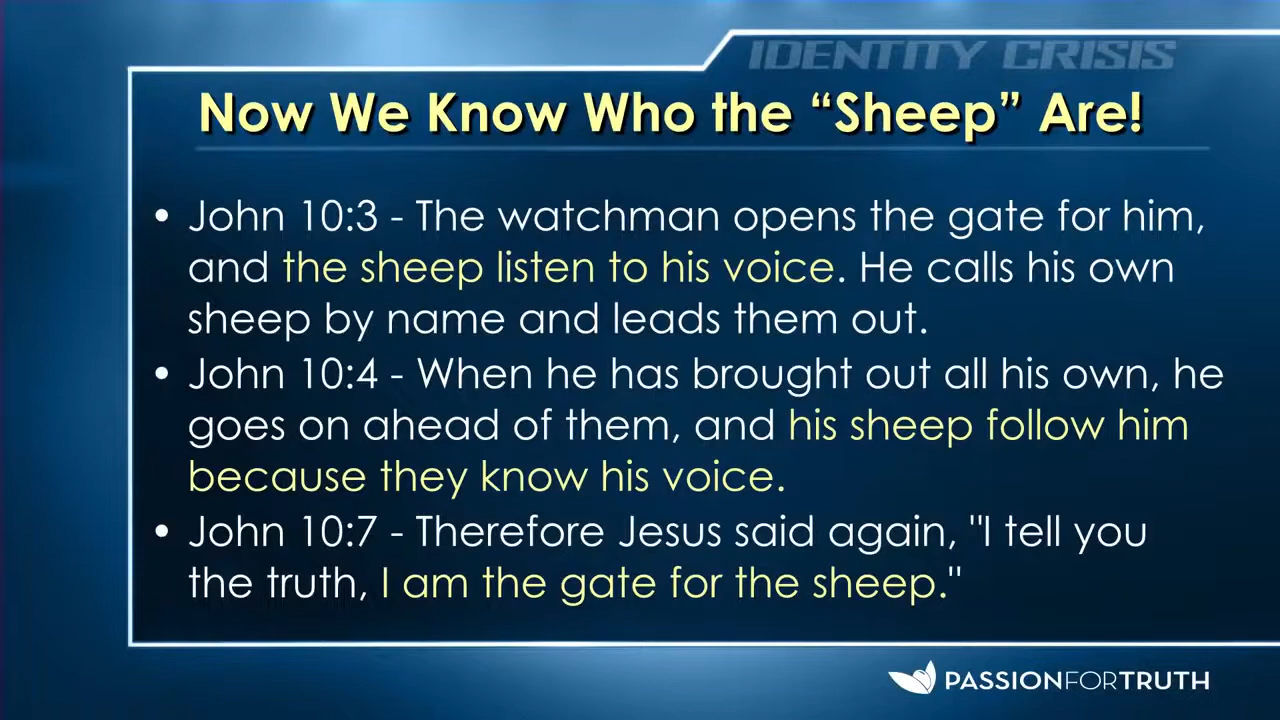 IDENTITY CRISIS
Now We Know Who the “Sheep” Are!
• John 10:3 - The watchman opens the gate for him,
and the sheep listen to his voice. He calls his own
sheep by name and leads them out.
• John 10:4 - When he has brought out all his own, he
goes on ahead of them, and his sheep follow him
because they know his voice.
• John 10:7 - Therefore Jesus said again, "I tell you
the truth, I am the gate for the sheep."
PASSIONFORTRUTH